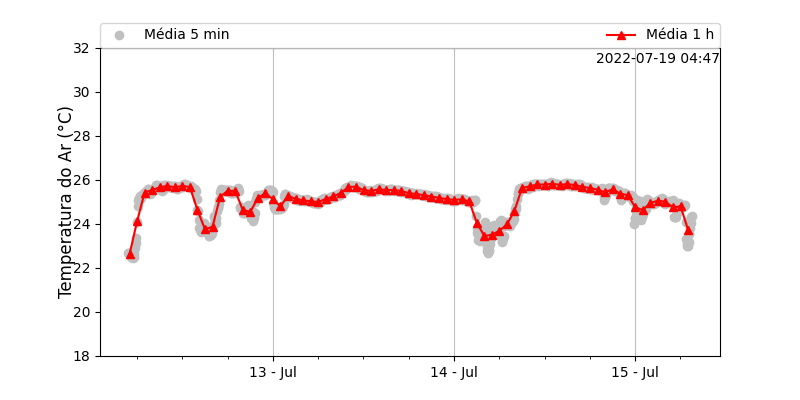 Média 5 min
Média 1 h
2022-07-19 04:47
Temperatura do Ar (°C)
32
30
28
26
24
22
20
18
13 - Jul
14 - Jul
15 - Jul